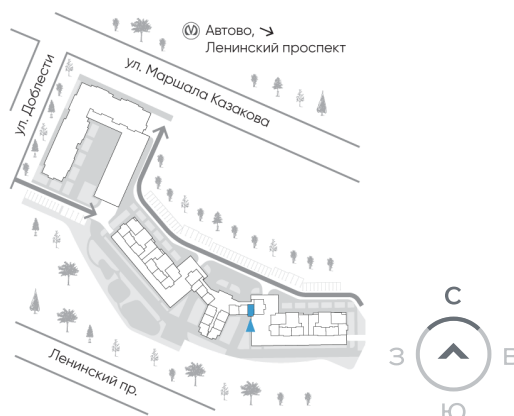 Автово, ↘
Ленинский проспект
ул. Маршала Казакова
ул. Доблести
Ленинский пр.
С
З
В
Ю